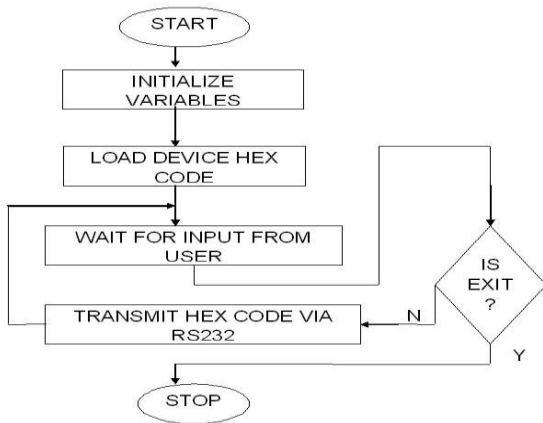 START
INITIALIZE
VARIABLES
LOAD DEVICE HEX
CODE
WAIT FOR INPUT FROM
USER
IS
EXIT
?
TRANSMIT HEX CODE VIA
RS232
N
Y
STOP